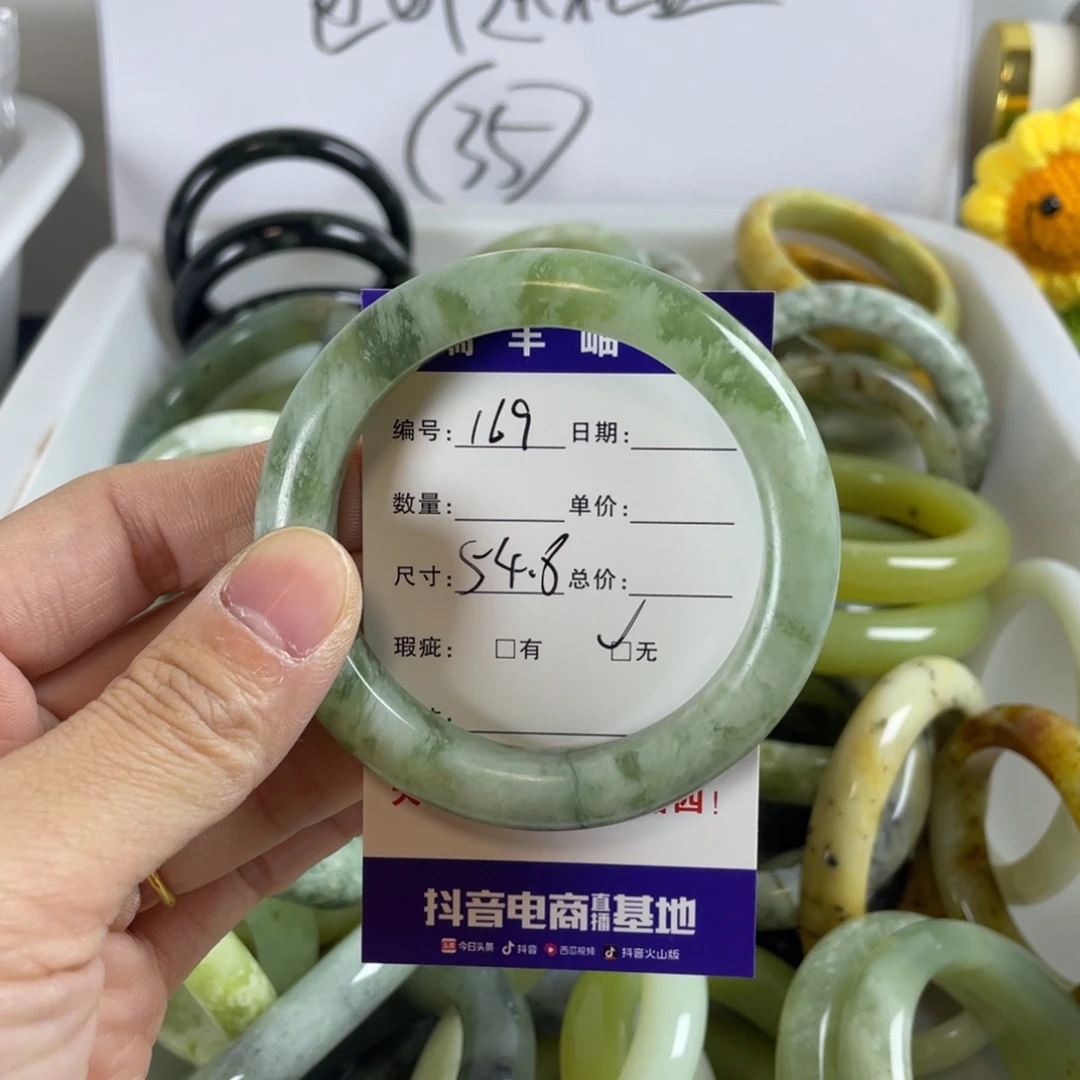 35
岫
编号: 169 日期:
数量: 单价:
尺寸: 54.8 总价:
瑕疵: □有 ☑无
四!
抖音电商直播基地
今日头条 抖音 西瓜视频 抖音火山版